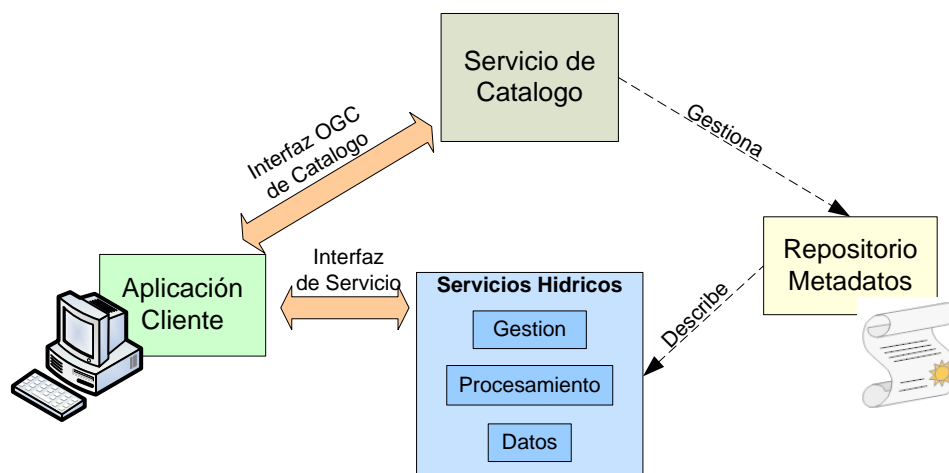 Servicio de
Catalogo
Interfaz OGC
de Catalogo
Gestiona
Aplicación
Cliente
Interfaz
de Servicio
Servicios Hidricos
Gestion
Procesamiento
Datos
Repositorio
Metadatos
Describe